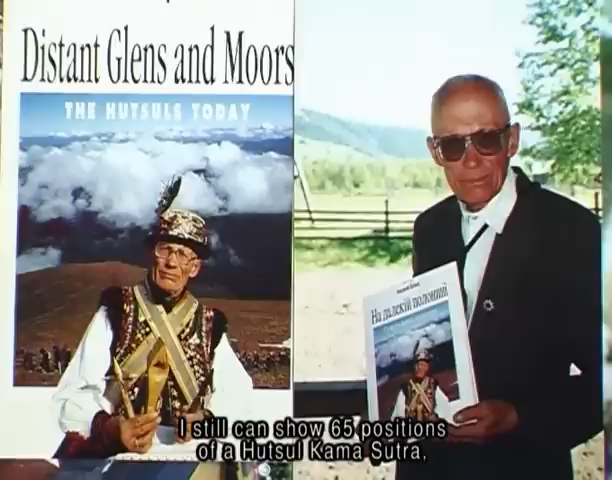 Distant Glens and Moors
THE HUTSULS TODAY
На далекій полонині
I still can show 65 positions
of a Hutsul Kama Sutra,